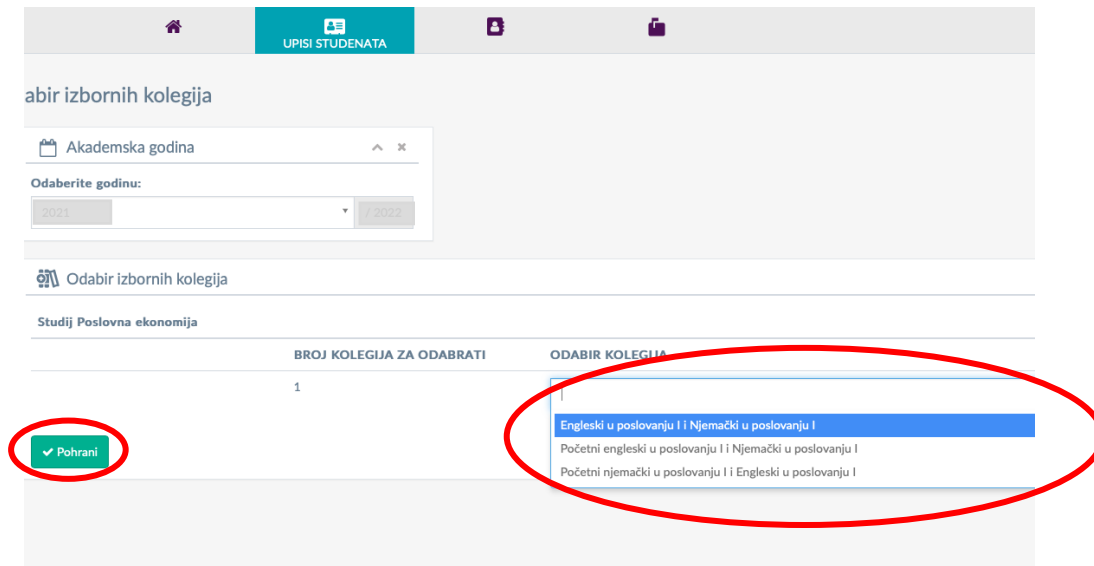 UPISI STUDENATA
abir izbornih kolegija
Akademska godina
Odaberite godinu:
2021 / 2022
Odabir izbornih kolegija
Studij Poslovna ekonomija
BROJ KOLEGIJA ZA ODABRATI ODABIR KOLEGIJA
1
Engleski u poslovanju I i Njemački u poslovanju I
Početni engleski u poslovanju I i Njemački u poslovanju I
Početni njemački u poslovanju I i Engleski u poslovanju I
Pohrani